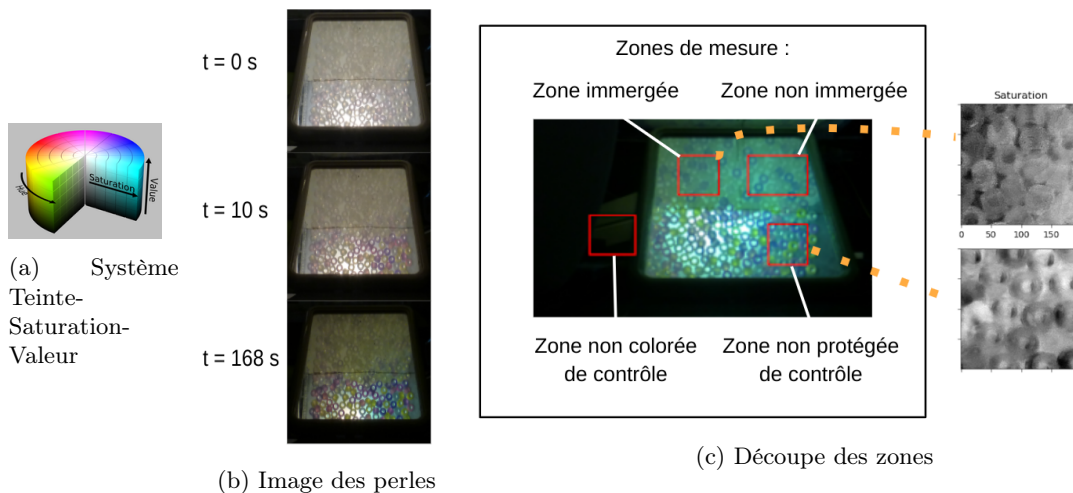 Hue
Saturation
Value
(a) Système
Teinte-
Saturation-
Valeur
t = 0 s
t = 10 s
t = 168 s
(b) Image des perles
Zones de mesure :
Zone immergée
Zone non immergée
Zone non colorée
de contrôle
Zone non protégée
de contrôle
(c) Découpe des zones
Saturation
0
50
100
150